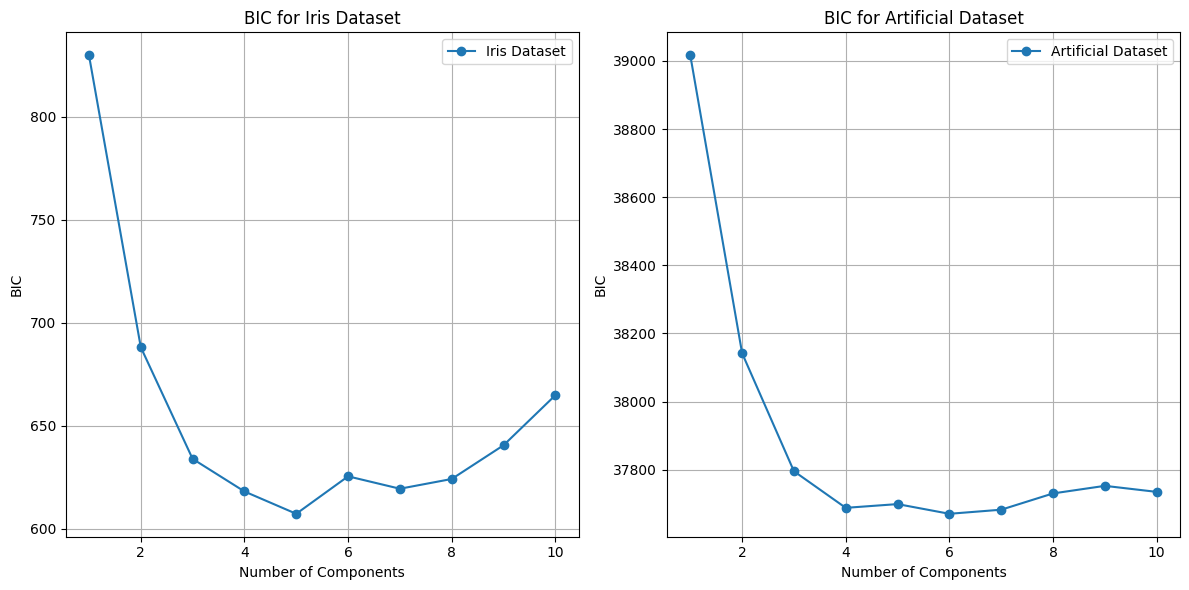 BIC for Iris Dataset
Iris Dataset
800
750
700
650
600
BIC
2 4 6 8 10
Number of Components
BIC for Artificial Dataset
Artificial Dataset
39000
38800
38600
38400
38200
38000
37800
BIC
2 4 6 8 10
Number of Components